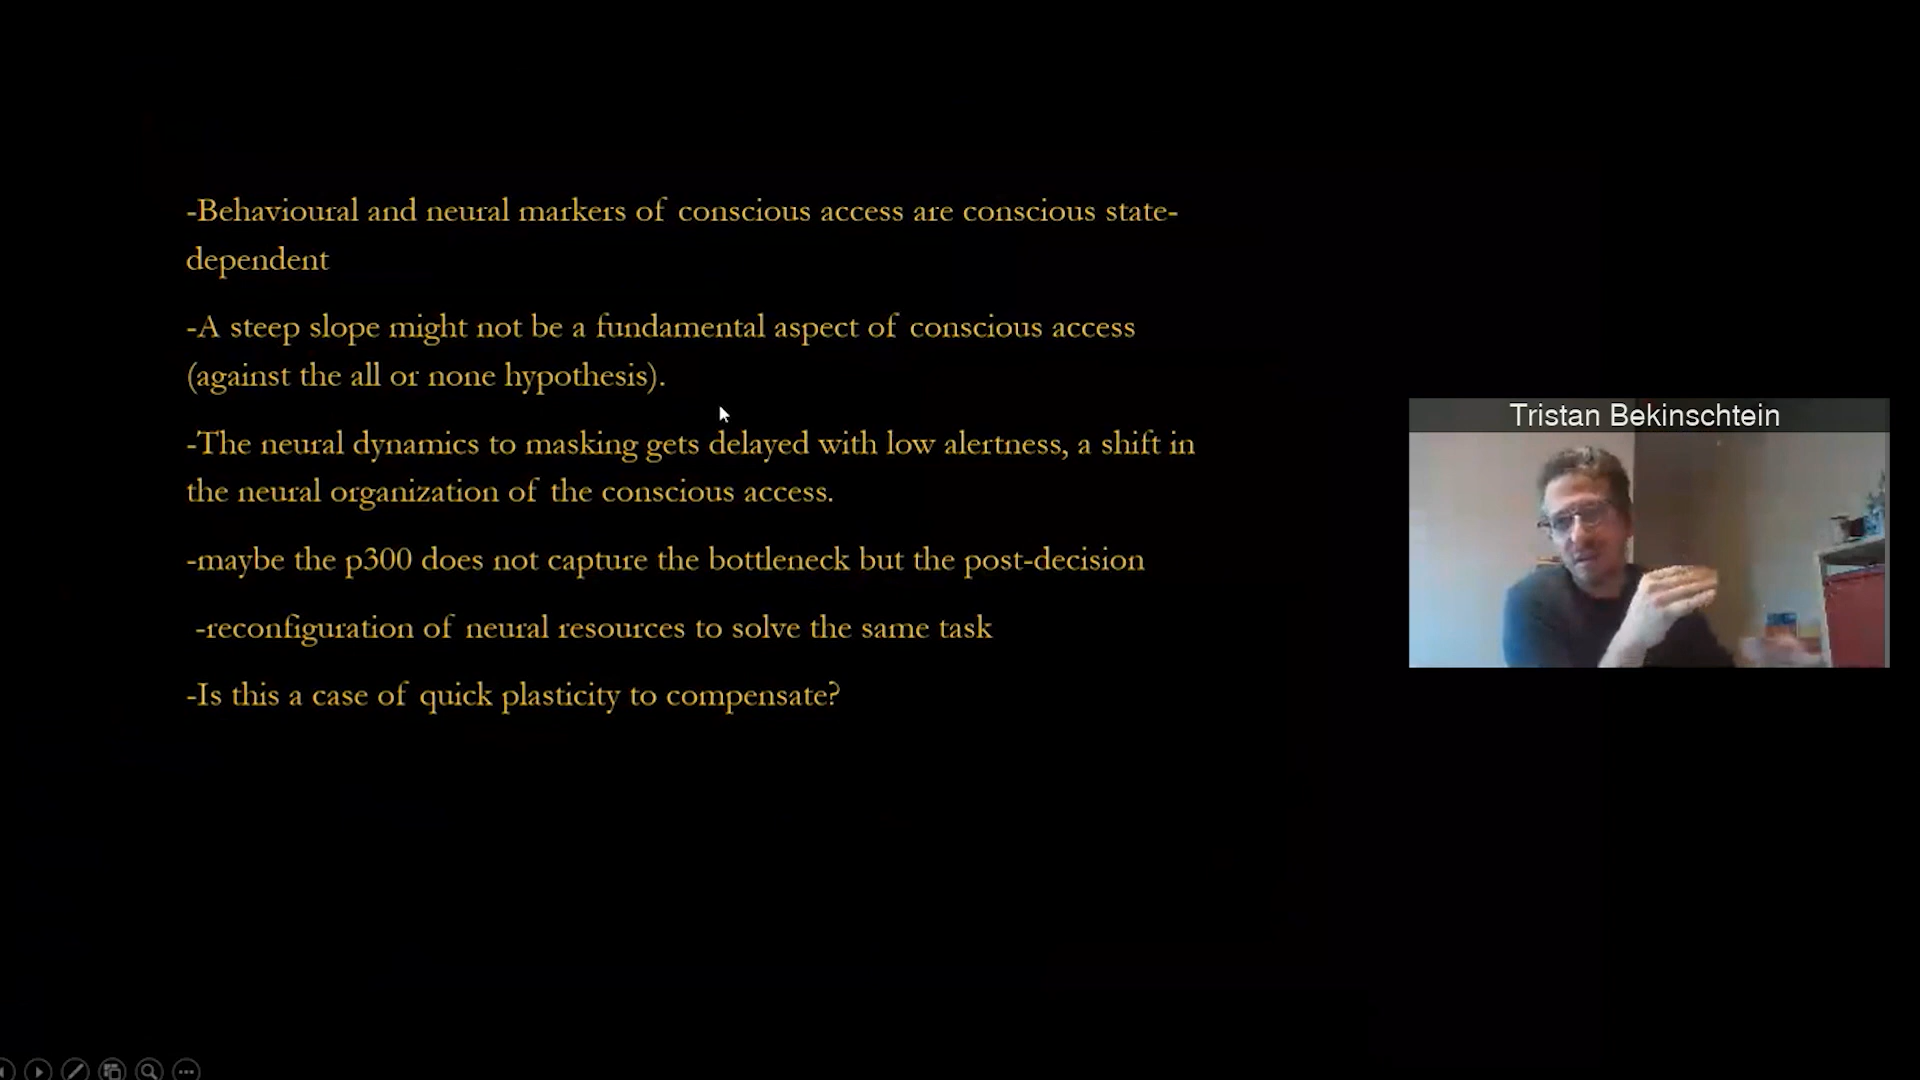 -Behavioural and neural markers of conscious access are conscious state-
dependent
-A steep slope might not be a fundamental aspect of conscious access
(against the all or none hypothesis).
-The neural dynamics to masking gets delayed with low alertness, a shift in
the neural organization of the conscious access.
-maybe the p300 does not capture the bottleneck but the post-decision
-reconfiguration of neural resources to solve the same task
-Is this a case of quick plasticity to compensate?
Tristan Bekinschtein